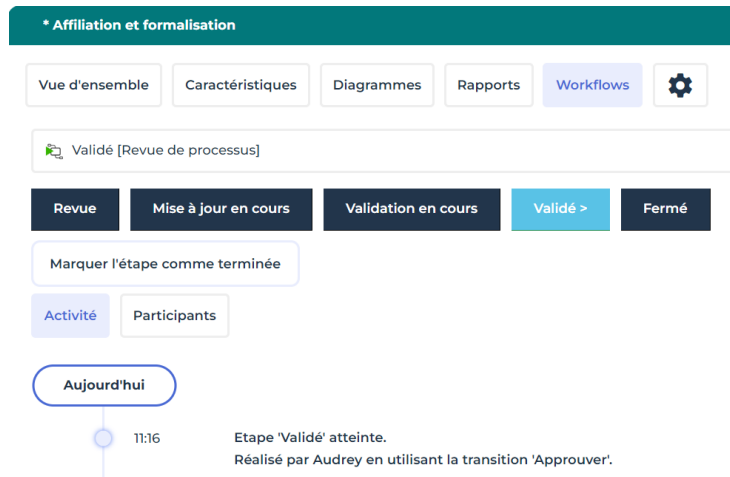 * Affiliation et formalisation
Vue d'ensemble Caractéristiques Diagrammes Rapports Workflows
Validé [Revue de processus]
Revue Mise à jour en cours Validation en cours Validé > Fermé
Marquer l'étape comme terminée
Activité Participants
Aujourd'hui
11:16 Etape 'Validé' atteinte.
Réalisé par Audrey en utilisant la transition 'Approuver'.